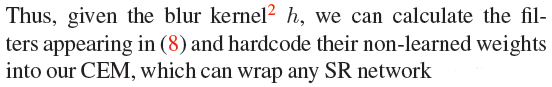 Thus, given the blur kernel² h, we can calculate the fil-
ters appearing in (8) and hardcode their non-learned weights
into our CEM, which can wrap any SR network